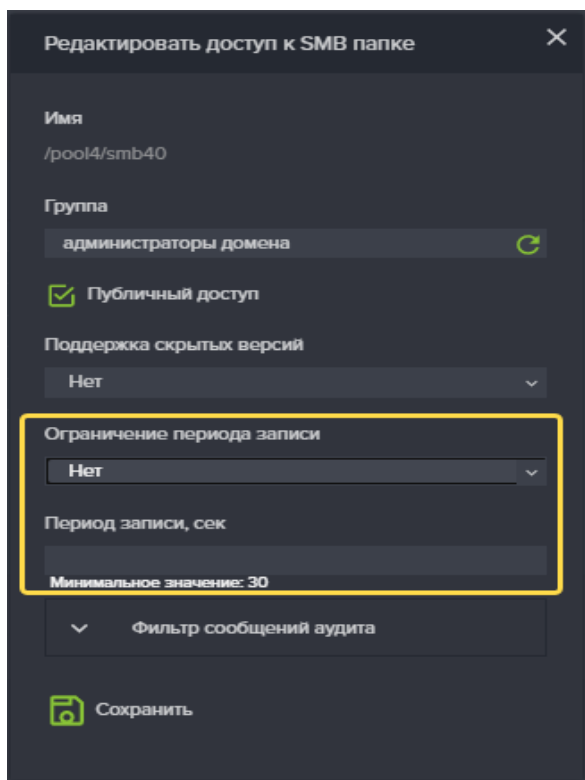 Редактировать доступ к SMB папке
Имя
/pool4/smb40
Группа
администраторы домена
Публичный доступ
Поддержка скрытых версий
Нет
Ограничение периода записи
Нет
Период записи, сек
Минимальное значение: 30
Фильтр сообщений аудита
Сохранить